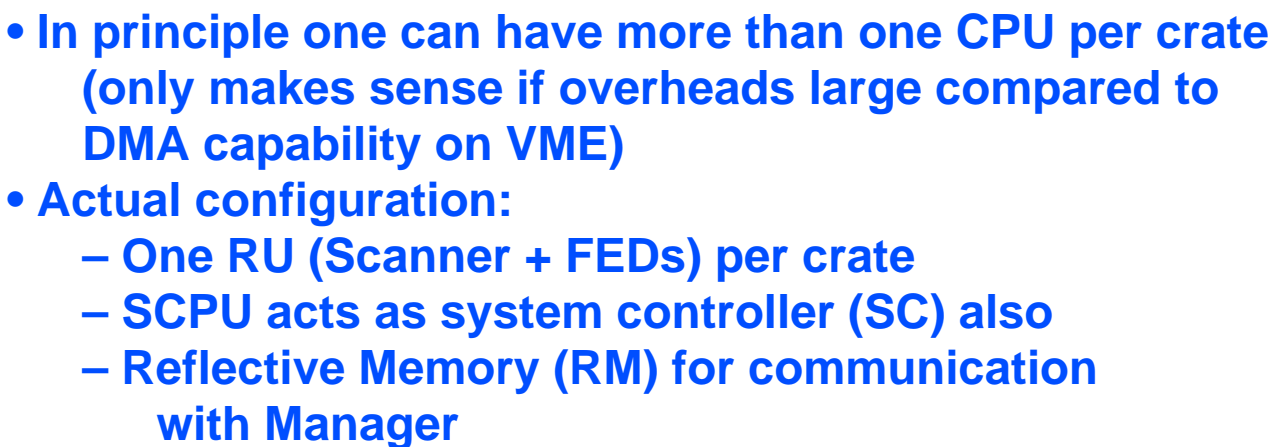 • In principle one can have more than one CPU per crate
(only makes sense if overheads large compared to
DMA capability on VME)
• Actual configuration:
– One RU (Scanner + FEDs) per crate
– SCPU acts as system controller (SC) also
– Reflective Memory (RM) for communication
with Manager